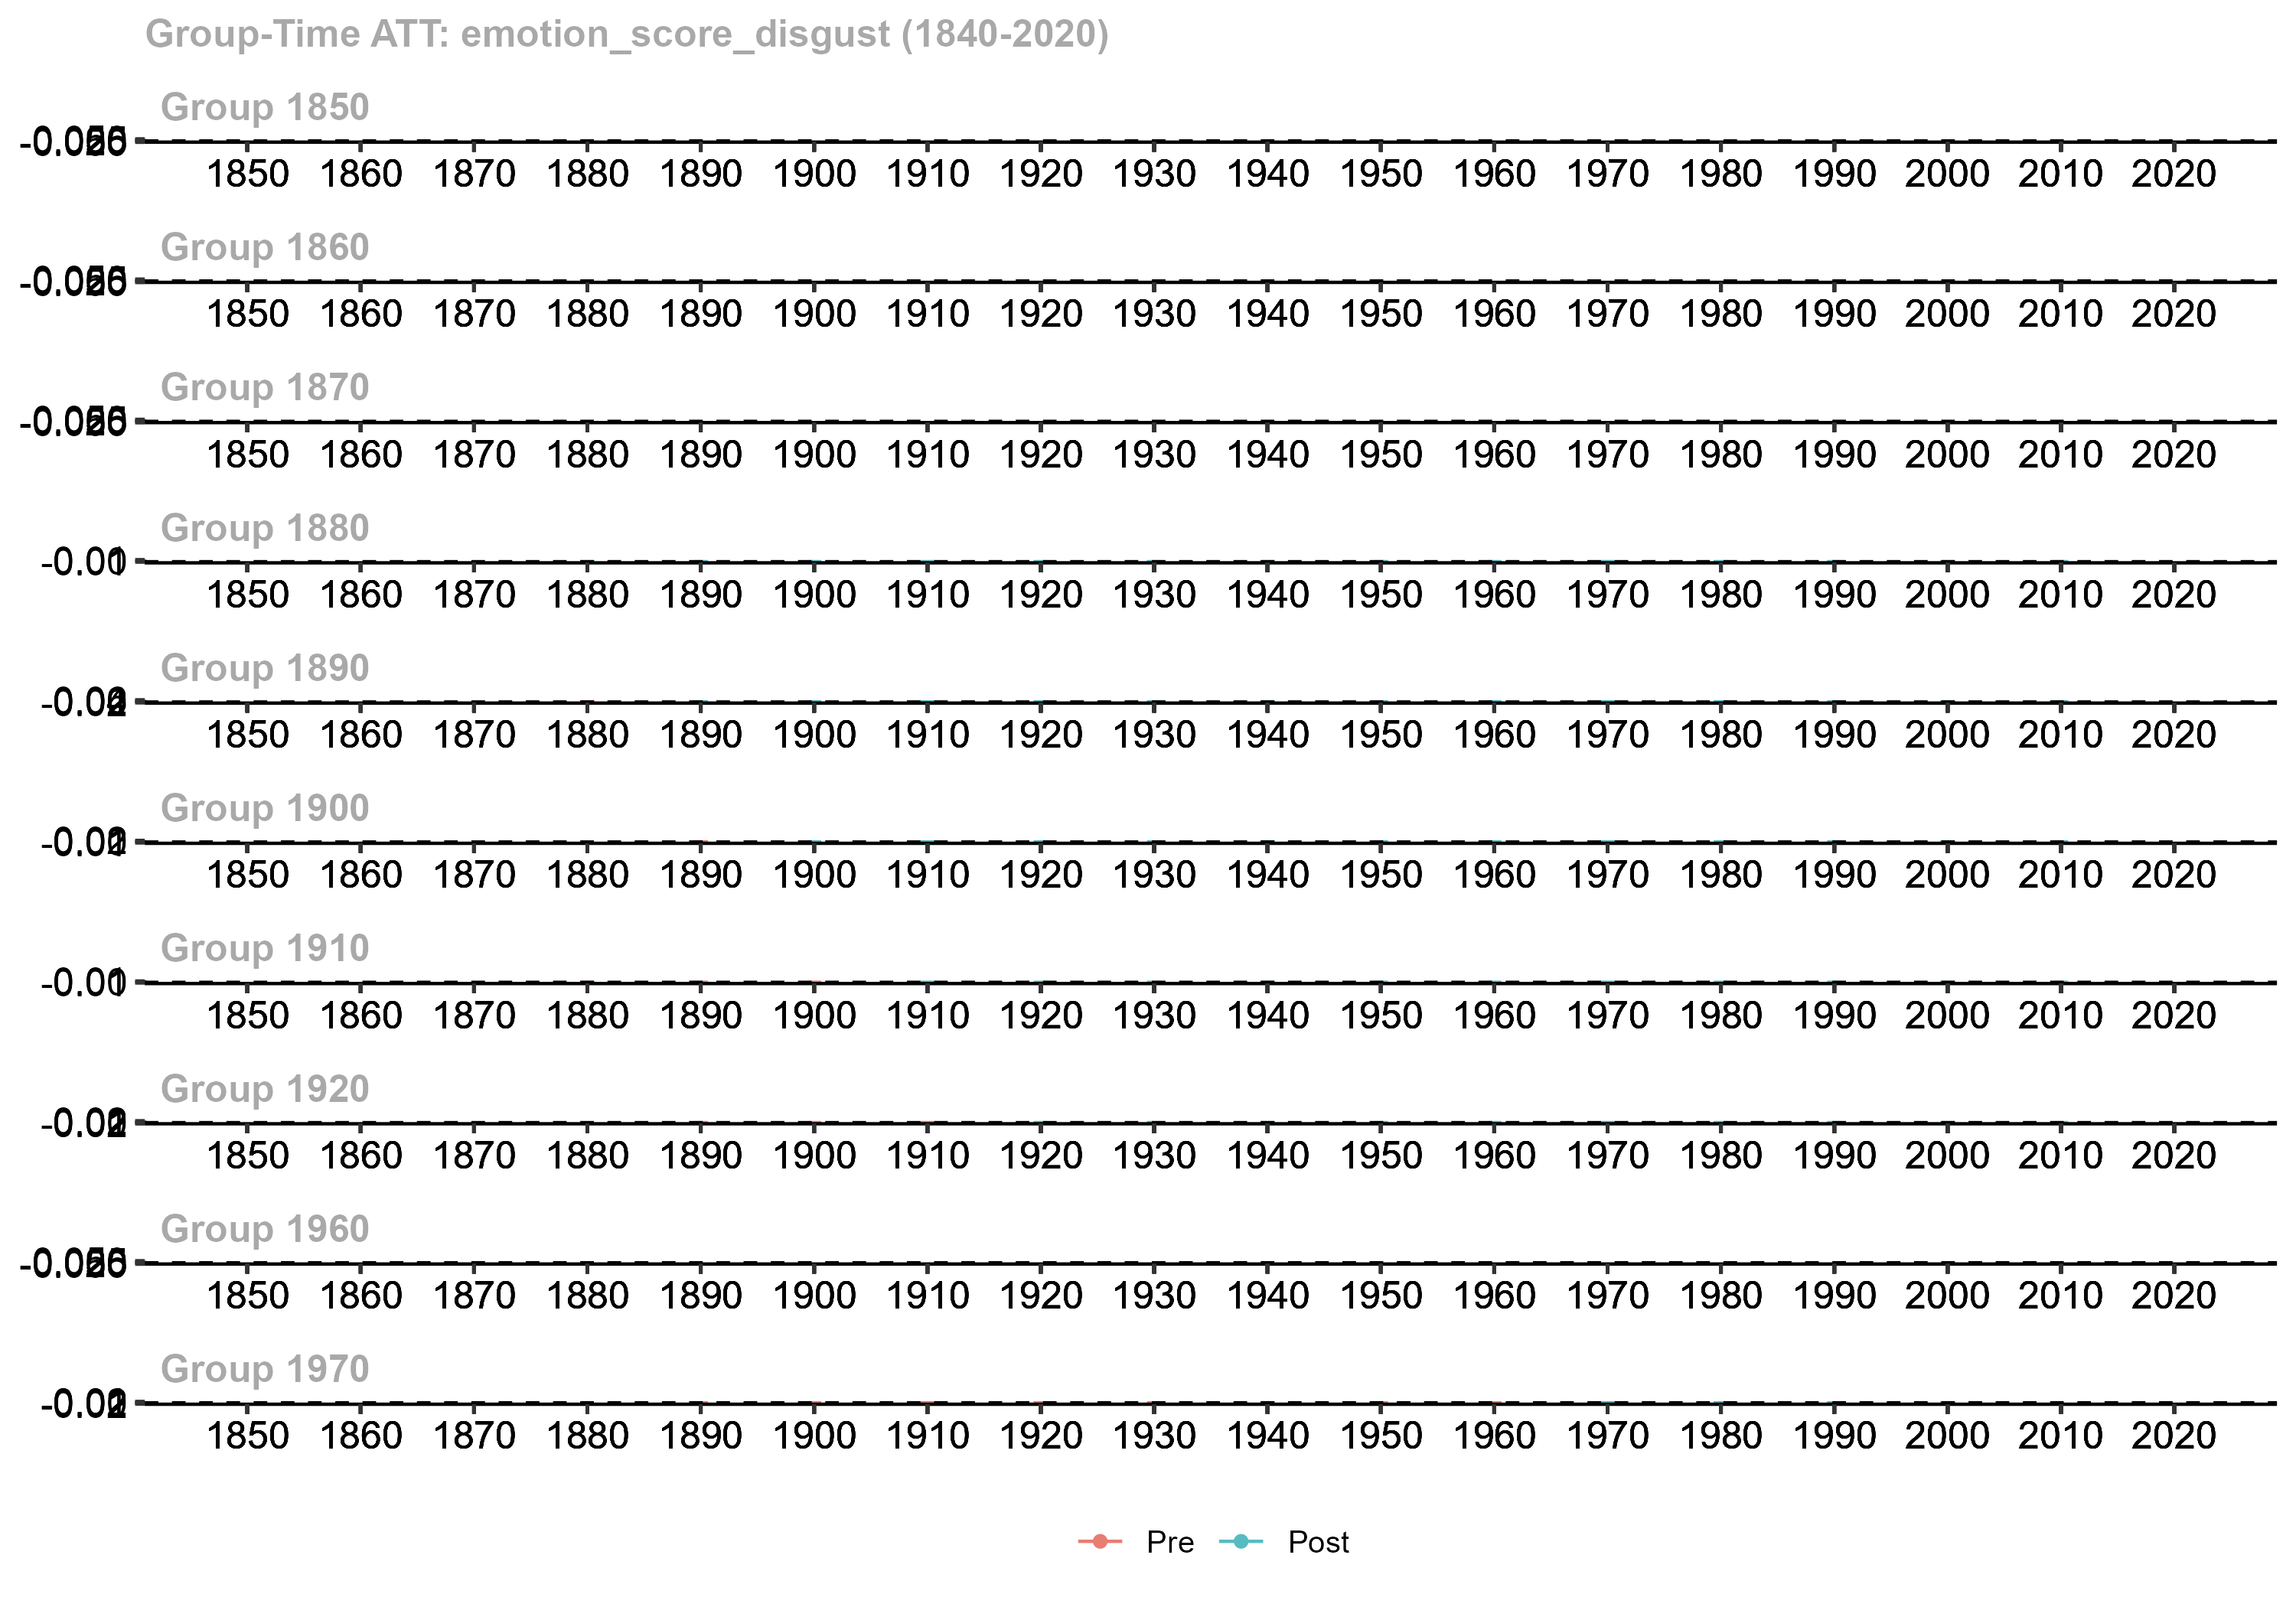 Group-Time ATT: emotion_score_disgust (1840-2020)
Group 1850
1850 1860 1870 1880 1890 1900 1910 1920 1930 1940 1950 1960 1970 1980 1990 2000 2010 2020
Group 1860
1850 1860 1870 1880 1890 1900 1910 1920 1930 1940 1950 1960 1970 1980 1990 2000 2010 2020
Group 1870
1850 1860 1870 1880 1890 1900 1910 1920 1930 1940 1950 1960 1970 1980 1990 2000 2010 2020
Group 1880
1850 1860 1870 1880 1890 1900 1910 1920 1930 1940 1950 1960 1970 1980 1990 2000 2010 2020
Group 1890
1850 1860 1870 1880 1890 1900 1910 1920 1930 1940 1950 1960 1970 1980 1990 2000 2010 2020
Group 1900
1850 1860 1870 1880 1890 1900 1910 1920 1930 1940 1950 1960 1970 1980 1990 2000 2010 2020
Group 1910
1850 1860 1870 1880 1890 1900 1910 1920 1930 1940 1950 1960 1970 1980 1990 2000 2010 2020
Group 1920
1850 1860 1870 1880 1890 1900 1910 1920 1930 1940 1950 1960 1970 1980 1990 2000 2010 2020
Group 1960
1850 1860 1870 1880 1890 1900 1910 1920 1930 1940 1950 1960 1970 1980 1990 2000 2010 2020
Group 1970
1850 1860 1870 1880 1890 1900 1910 1920 1930 1940 1950 1960 1970 1980 1990 2000 2010 2020
Pre Post